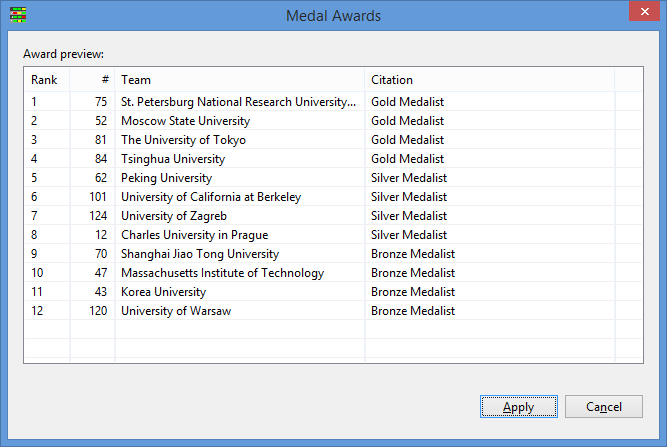 Medal Awards
Award preview:
Rank # Team Citation
1 75 St. Petersburg National Research University... Gold Medalist
2 52 Moscow State University Gold Medalist
3 81 The University of Tokyo Gold Medalist
4 84 Tsinghua University Gold Medalist
5 62 Peking University Silver Medalist
6 101 University of California at Berkeley Silver Medalist
7 124 University of Zagreb Silver Medalist
8 12 Charles University in Prague Silver Medalist
9 70 Shanghai Jiao Tong University Bronze Medalist
10 47 Massachusetts Institute of Technology Bronze Medalist
11 43 Korea University Bronze Medalist
12 120 University of Warsaw Bronze Medalist
Apply Cancel